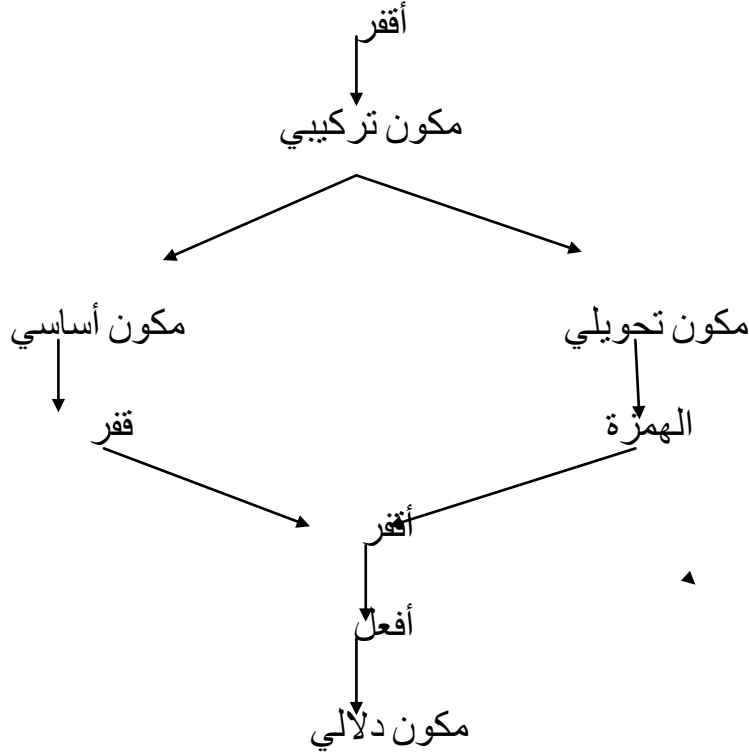 أقفر
مكون تركيبي
مكون تحويلي
مكون أساسي
الهمزة
قفر
أقفر
أفعل
مكون دلالي